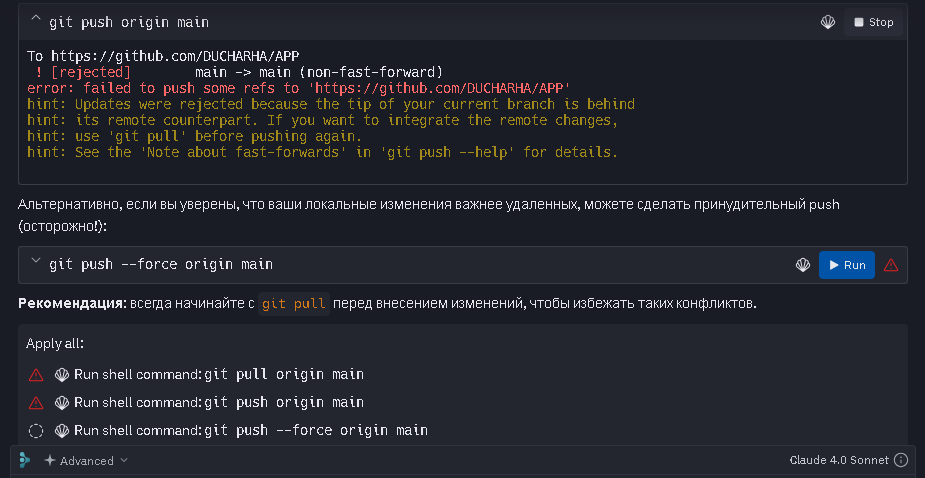 git push origin main
Stop
To https://github.com/DUCHARHA/APP
! [rejected]        main -> main (non-fast-forward)
error: failed to push some refs to 'https://github.com/DUCHARHA/APP'
hint: Updates were rejected because the tip of your current branch is behind
hint: its remote counterpart. If you want to integrate the remote changes,
hint: use 'git pull' before pushing again.
hint: See the 'Note about fast-forwards' in 'git push --help' for details.
Альтернативно, если вы уверены, что ваши локальные изменения важнее удаленных, можете сделать принудительный push
(осторожно!):
git push --force origin main
Run
Рекомендация: всегда начинайте с git pull перед внесением изменений, чтобы избежать таких конфликтов.
Apply all:
Run shell command: git pull origin main
Run shell command: git push origin main
Run shell command: git push --force origin main
Advanced
Claude 4.0 Sonnet